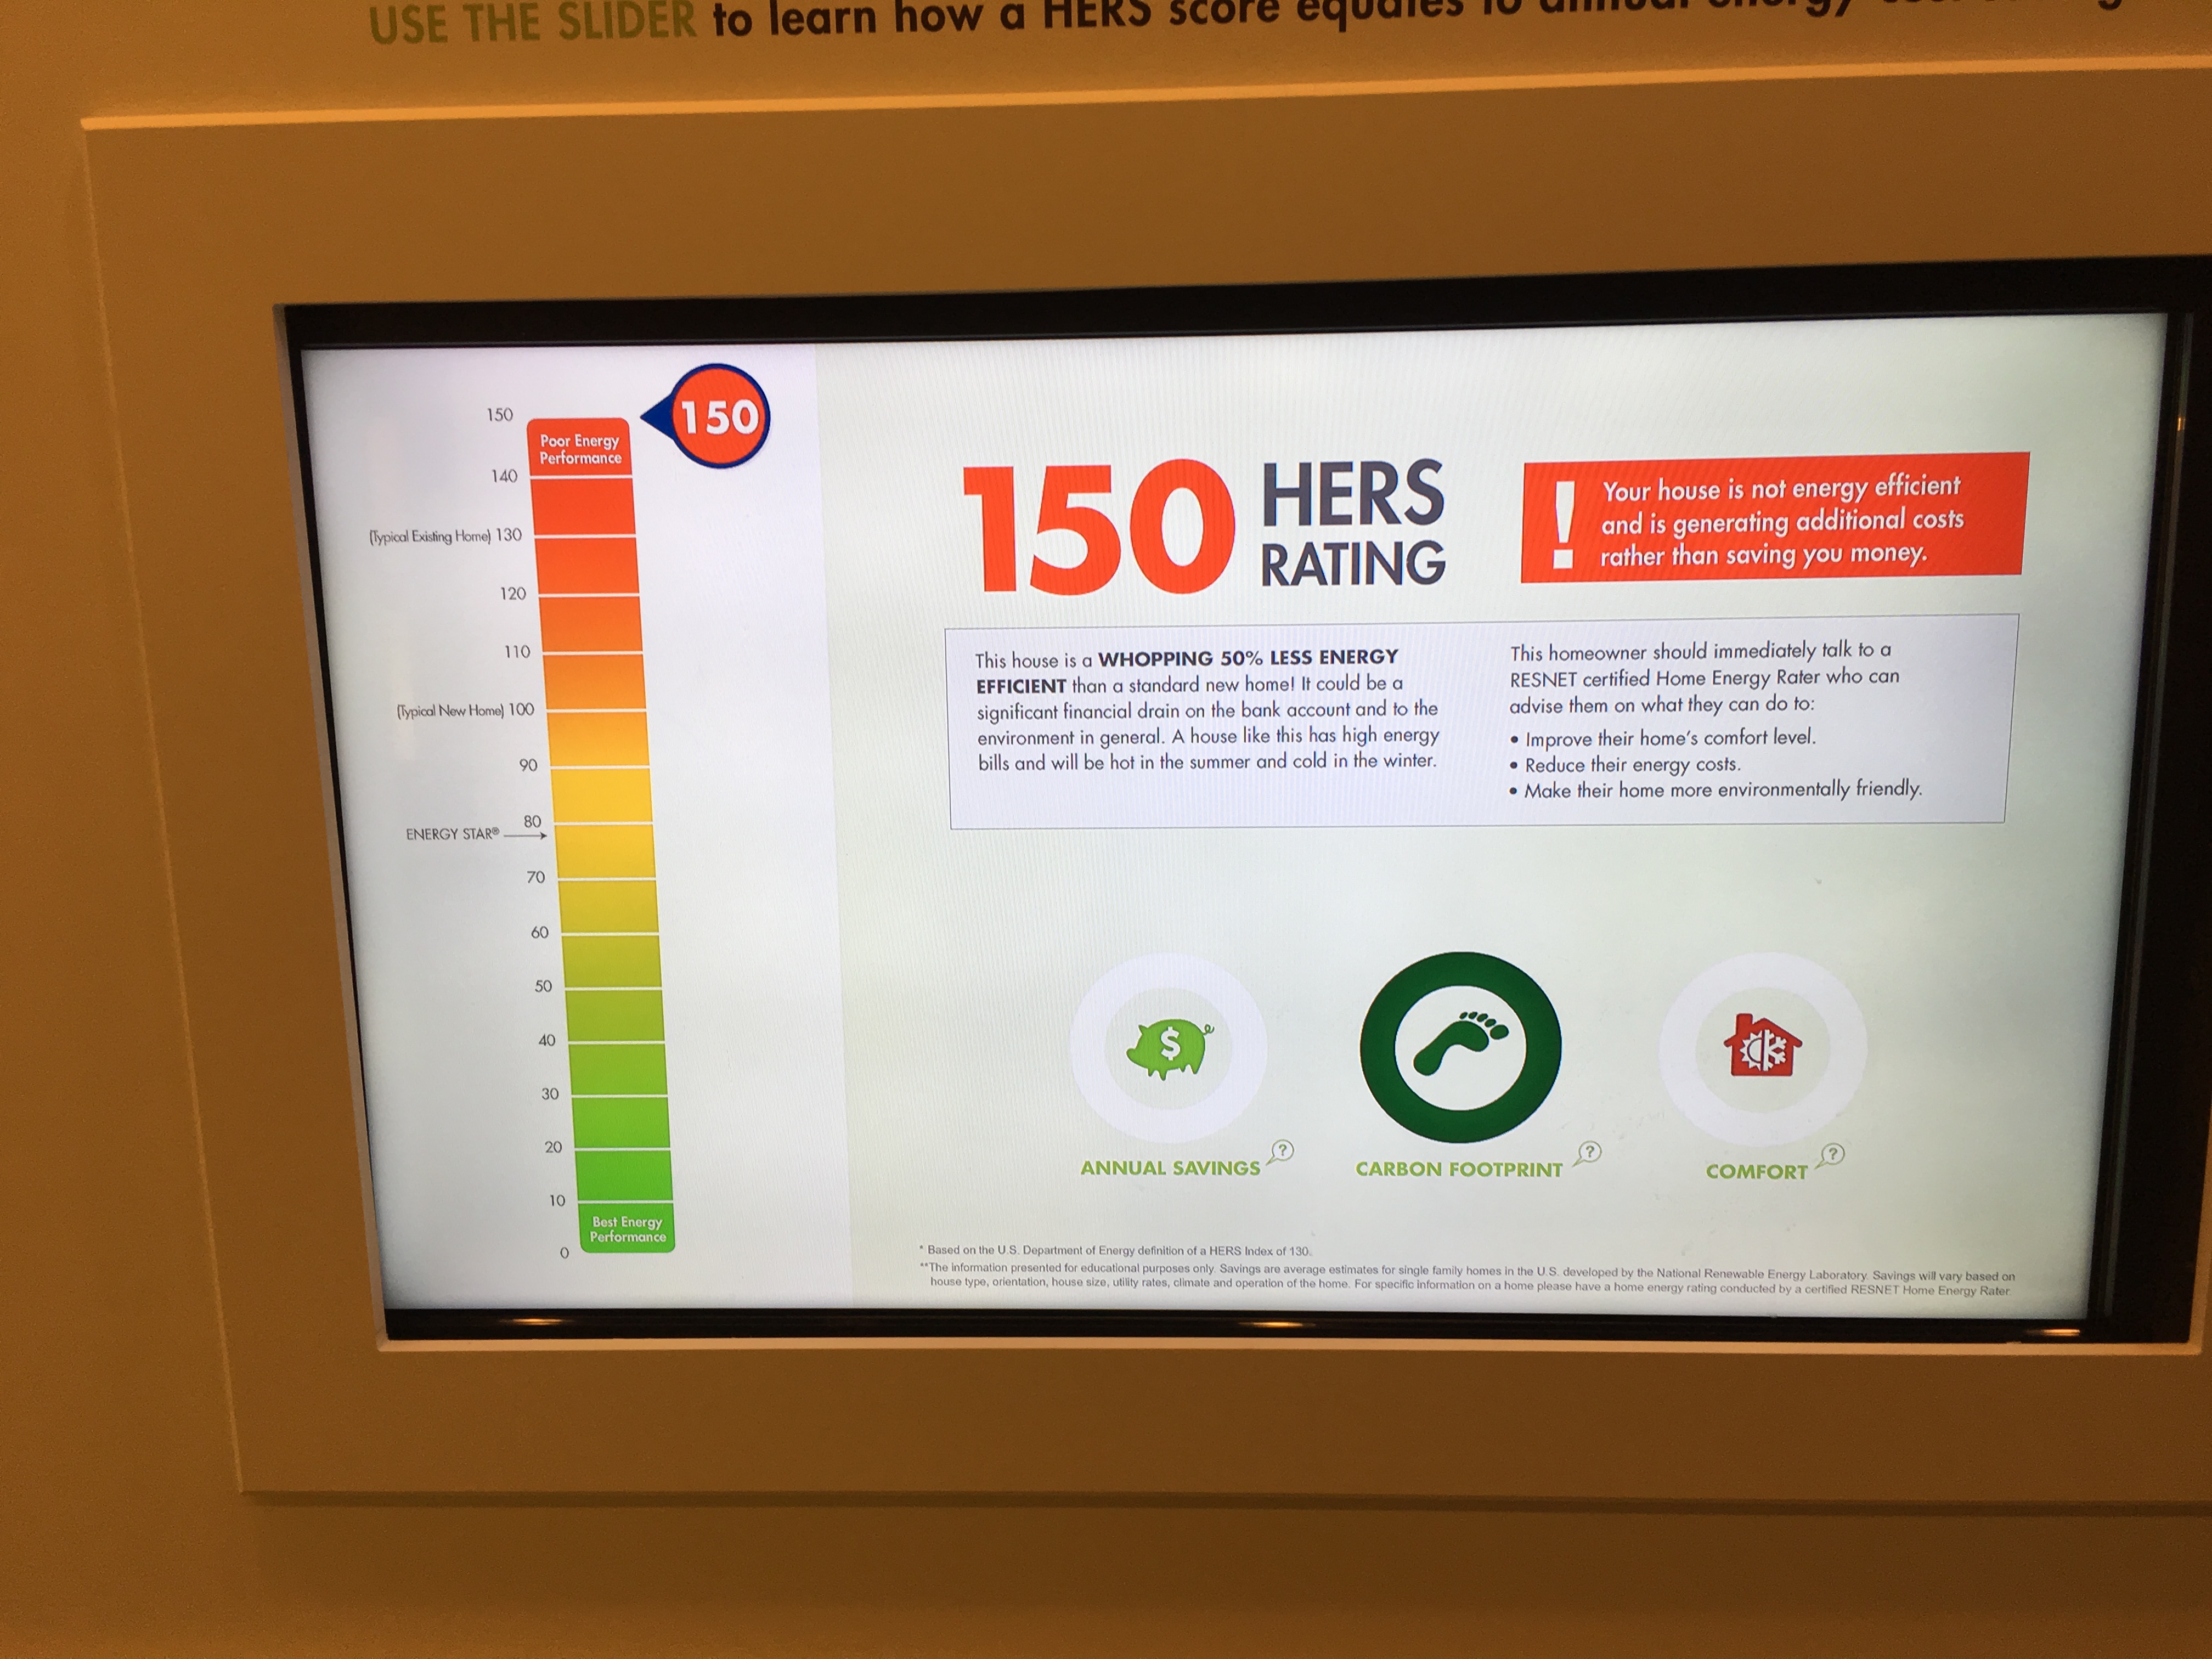 USE THE SLIDER to learn how a HERS score equates to annual energy
150
150
Poor Energy
Performance
140
(Typical Existing Home) 130
120
110
(Typical New Home) 100
90
80
ENERGY STAR®
70
60
50
40
30
20
10
Best Energy
Performance
0
150 HERS
RATING
! Your house is not energy efficient
and is generating additional costs
rather than saving you money.
This house is a WHOPPING 50% LESS ENERGY
EFFICIENT than a standard new home! It could be a
significant financial drain on the bank account and to the
environment in general. A house like this has high energy
bills and will be hot in the summer and cold in the winter.
This homeowner should immediately talk to a
RESNET certified Home Energy Rater who can
advise them on what they can do to:
• Improve their home's comfort level.
• Reduce their energy costs.
• Make their home more environmentally friendly.
$
ANNUAL SAVINGS ?
CARBON FOOTPRINT ?
COMFORT ?
* Based on the U.S. Department of Energy definition of a HERS Index of 130.
**The information presented for educational purposes only. Savings are average estimates for single family homes in the U.S. developed by the National Renewable Energy Laboratory. Savings will vary based on
house type, orientation, house size, utility rates, climate and operation of the home. For specific information on a home please have a home energy rating conducted by a certified RESNET Home Energy Rater.